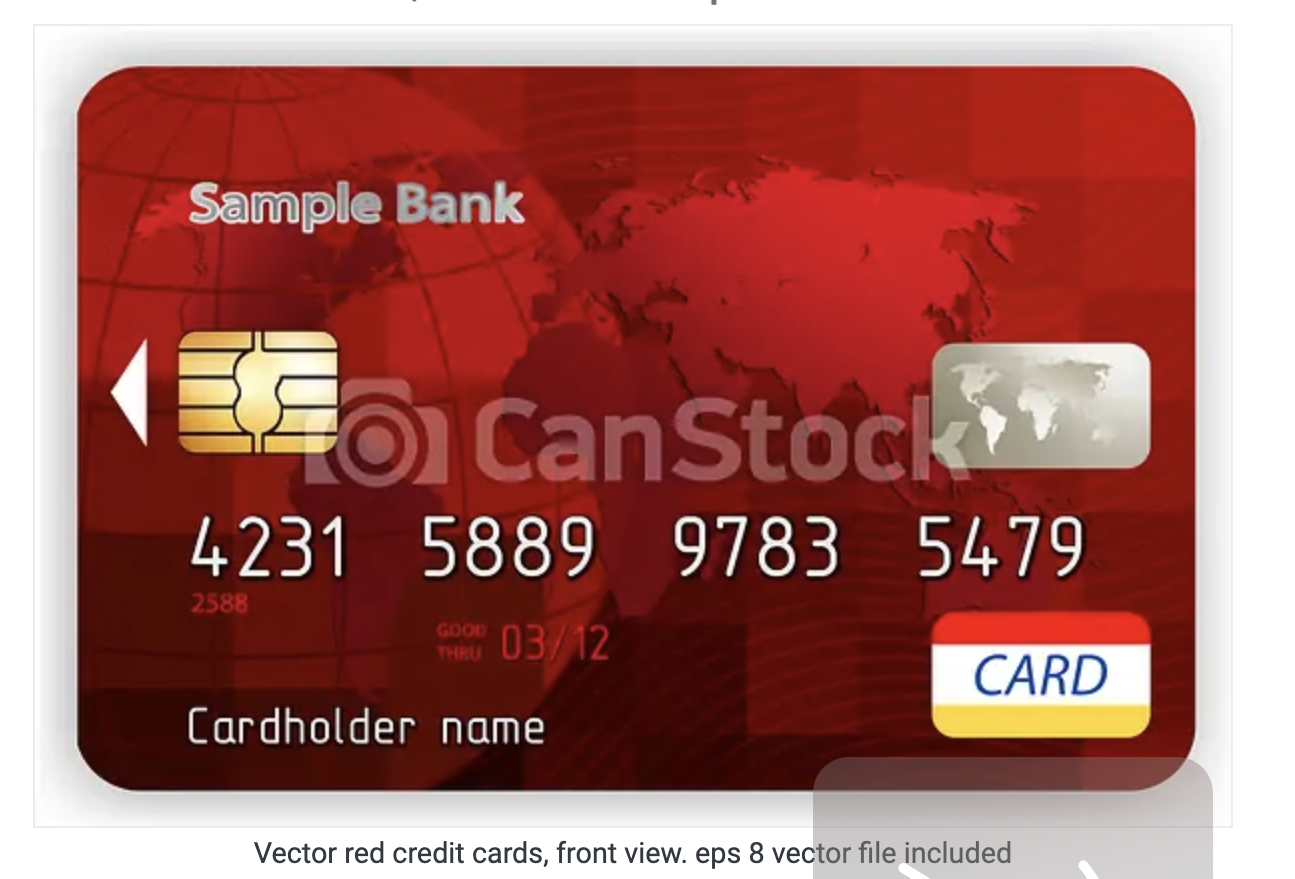 Sample Bank
CanStock
4231 5889 9783 5479
2588
GOOD THRU 03/12
CARD
Cardholder name
Vector red credit cards, front view. eps 8 vector file included